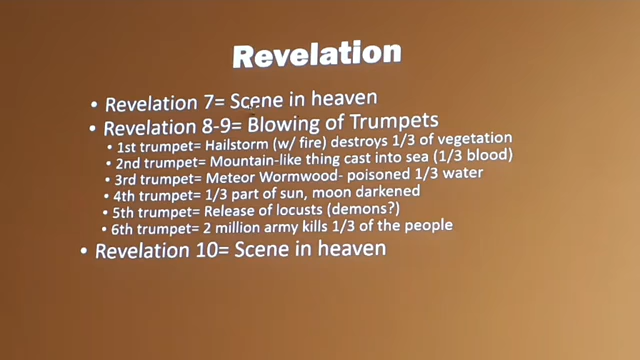 Revelation
• Revelation 7= Scene in heaven
• Revelation 8-9= Blowing of Trumpets
• 1st trumpet= Hailstorm (w/ fire) destroys 1/3 of vegetation
• 2nd trumpet= Mountain-like thing cast into sea (1/3 blood)
• 3rd trumpet= Meteor Wormwood- poisoned 1/3 water
• 4th trumpet= 1/3 part of sun, moon darkened
• 5th trumpet= Release of locusts (demons?)
• 6th trumpet= 2 million army kills 1/3 of the people
• Revelation 10= Scene in heaven